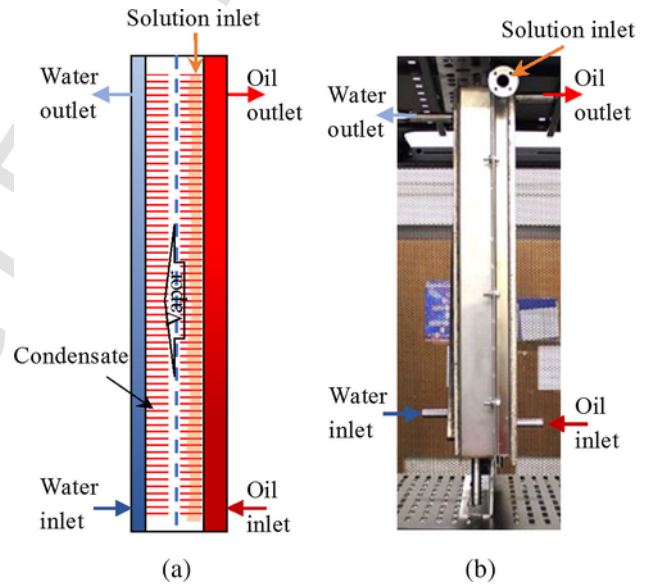 Solution inlet
Water
outlet
Oil
outlet
Vapor
Condensate
Water
inlet
Oil
inlet
(a)
Solution inlet
Water
outlet
Oil
outlet
Water
inlet
Oil
inlet
(b)